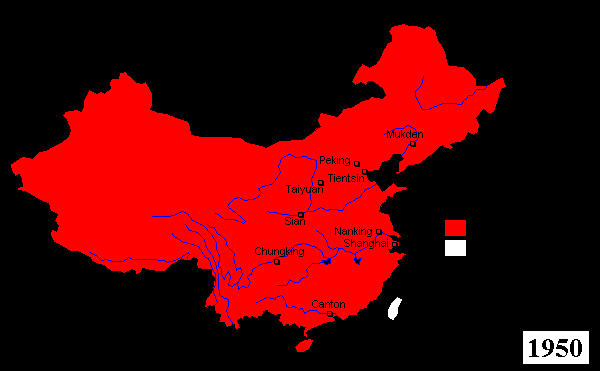 Mukden
Peking
Tientsin
Taiyuan
Sian
Nanking
Shanghai
Chungking
Canton
1950